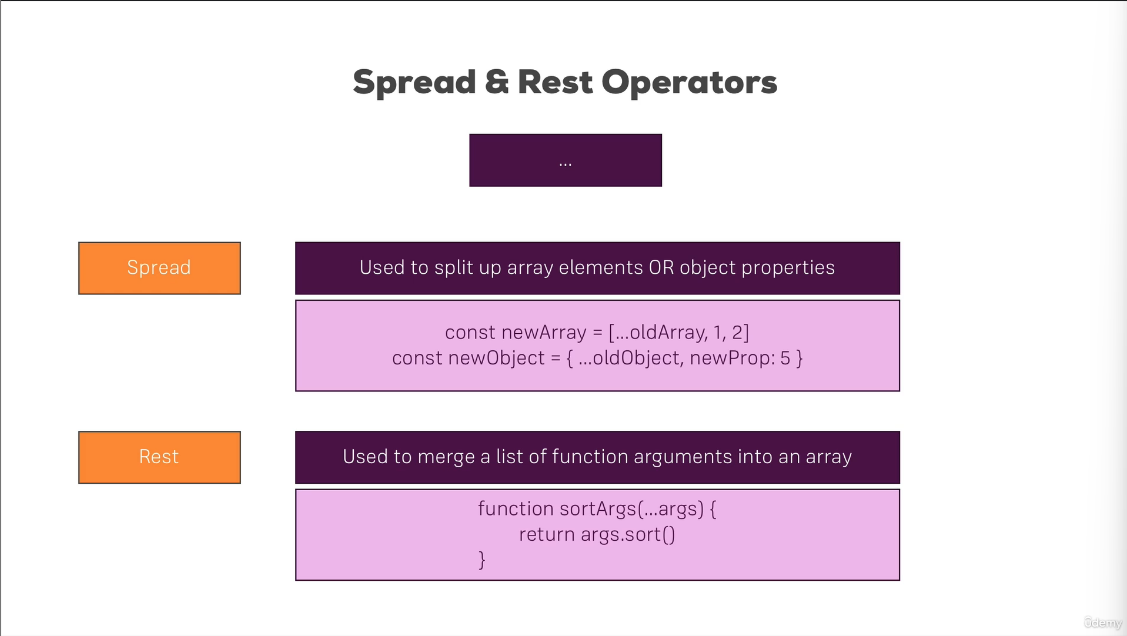 Spread & Rest Operators
...
Spread
Used to split up array elements OR object properties
const newArray = [...oldArray, 1, 2]
const newObject = { ...oldObject, newProp: 5 }
Rest
Used to merge a list of function arguments into an array
function sortArgs(...args) {
return args.sort()
}
Udemy